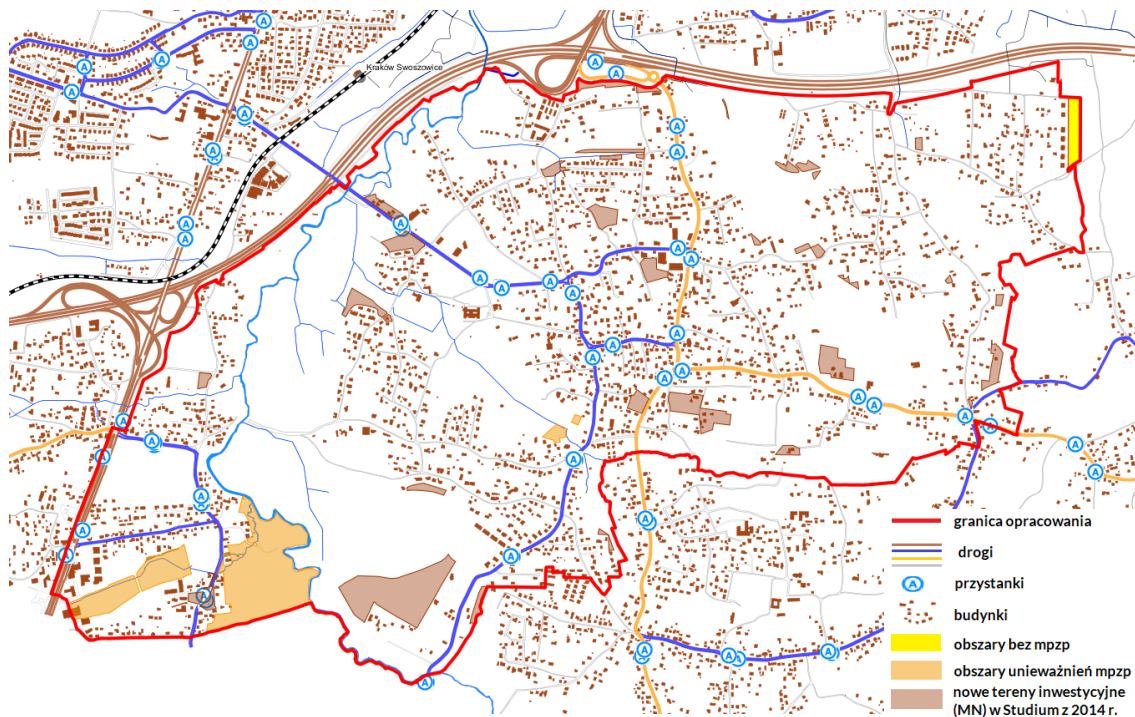 Kraków Swoszowice
granica opracowania
drogi
A przystanki
budynki
obszary bez mpzp
obszary unieważnień mpzp
nowe tereny inwestycyjne
(MN) w Studium z 2014 r.